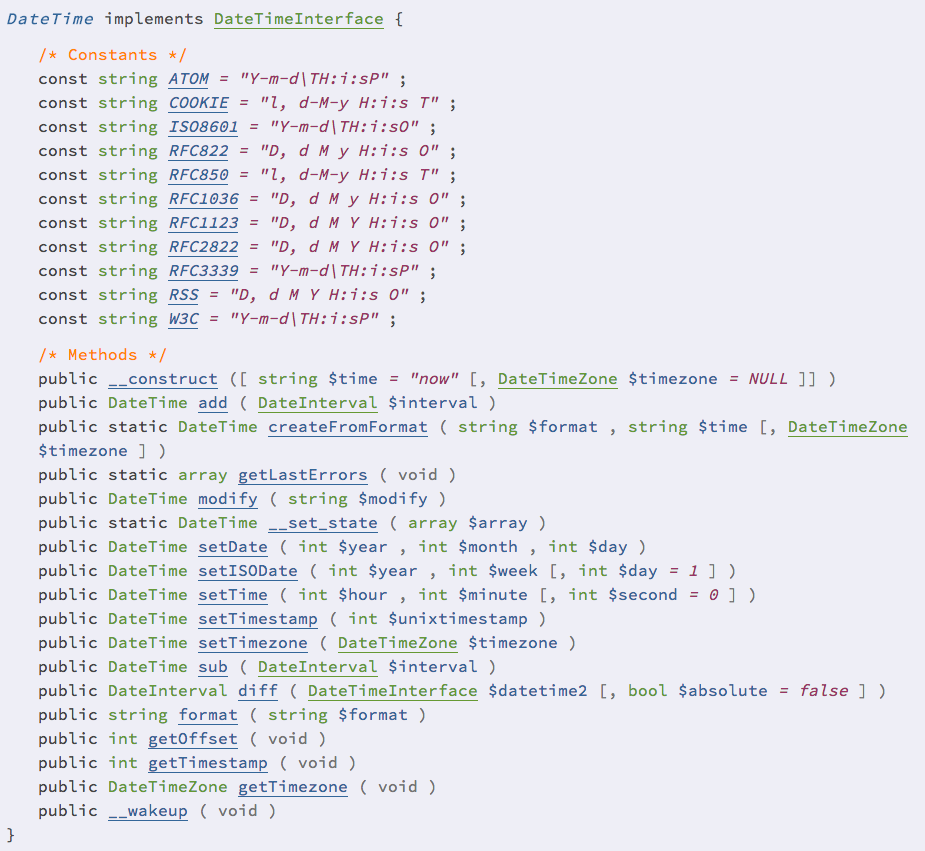 DateTime implements DateTimeInterface {
/* Constants */
const string ATOM = "Y-m-d\TH:i:sP" ;
const string COOKIE = "l, d-M-y H:i:s T" ;
const string ISO8601 = "Y-m-d\TH:i:sO" ;
const string RFC822 = "D, d M y H:i:s O" ;
const string RFC850 = "l, d-M-y H:i:s T" ;
const string RFC1036 = "D, d M y H:i:s O" ;
const string RFC1123 = "D, d M Y H:i:s O" ;
const string RFC2822 = "D, d M Y H:i:s O" ;
const string RFC3339 = "Y-m-d\TH:i:sP" ;
const string RSS = "D, d M Y H:i:s O" ;
const string W3C = "Y-m-d\TH:i:sP" ;
/* Methods */
public __construct ([ string $time = "now" [, DateTimeZone $timezone = NULL ]] )
public DateTime add ( DateInterval $interval )
public static DateTime createFromFormat ( string $format , string $time [, DateTimeZone
$timezone ] )
public static array getLastErrors ( void )
public DateTime modify ( string $modify )
public static DateTime __set_state ( array $array )
public DateTime setDate ( int $year , int $month , int $day )
public DateTime setISODate ( int $year , int $week [, int $day = 1 ] )
public DateTime setTime ( int $hour , int $minute [, int $second = 0 ] )
public DateTime setTimestamp ( int $unixtimestamp )
public DateTime setTimezone ( DateTimeZone $timezone )
public DateTime sub ( DateInterval $interval )
public DateInterval diff ( DateTimeInterface $datetime2 [, bool $absolute = false ] )
public string format ( string $format )
public int getOffset ( void )
public int getTimestamp ( void )
public DateTimeZone getTimezone ( void )
public __wakeup ( void )
}